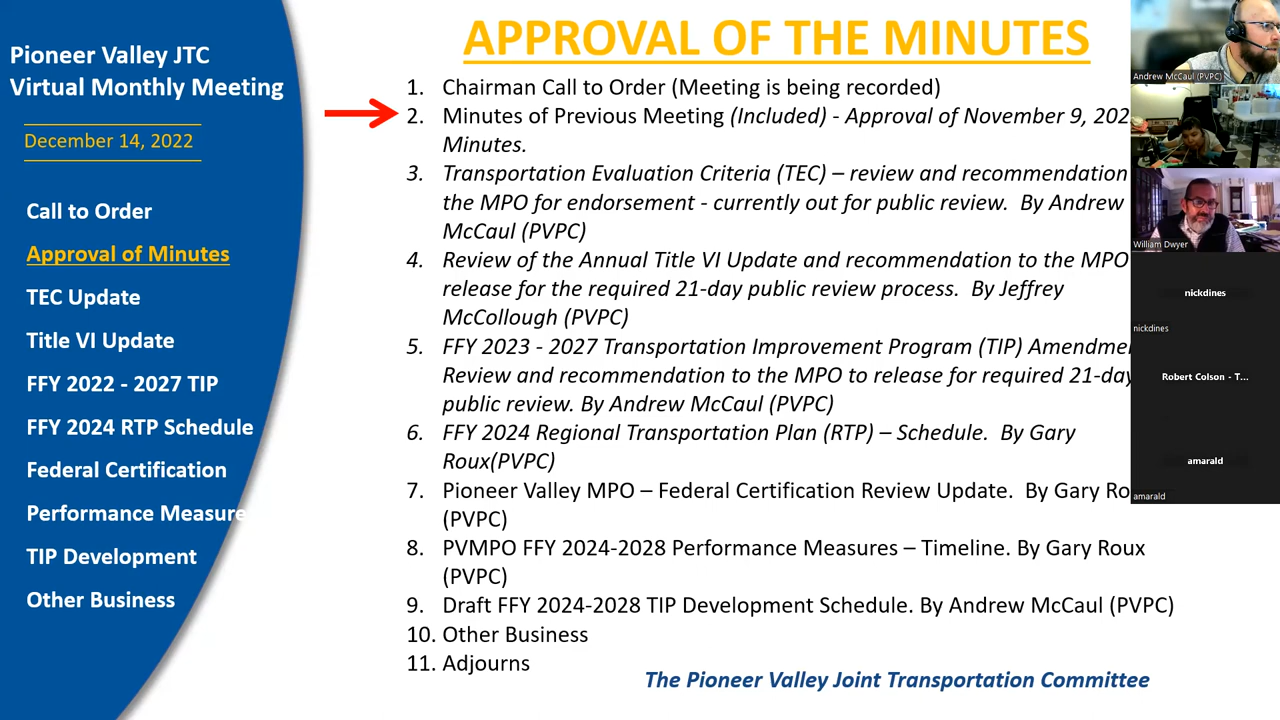 Pioneer Valley JTC
Virtual Monthly Meeting
December 14, 2022
Call to Order
Approval of Minutes
TEC Update
Title VI Update
FFY 2022 - 2027 TIP
FFY 2024 RTP Schedule
Federal Certification
Performance Measure
TIP Development
Other Business
APPROVAL OF THE MINUTES
1. Chairman Call to Order (Meeting is being recorded)
2. Minutes of Previous Meeting (Included) - Approval of November 9, 202
Minutes.
3. Transportation Evaluation Criteria (TEC) – review and recommendation
the MPO for endorsement - currently out for public review. By Andrew
McCaul (PVPC)
4. Review of the Annual Title VI Update and recommendation to the MPO
release for the required 21-day public review process. By Jeffrey
McCollough (PVPC)
5. FFY 2023 - 2027 Transportation Improvement Program (TIP)
Review and recommendation to the MPO to release for required 21-day
public review. By Andrew McCaul (PVPC)
6. FFY 2024 Regional Transportation Plan (RTP) – Schedule. By Gary
Roux(PVPC)
7. Pioneer Valley MPO – Federal Certification Review Update. By Gary
(PVPC)
8. PVMPO FFY 2024-2028 Performance Measures – Timeline. By Gary Roux
(PVPC)
9. Draft FFY 2024-2028 TIP Development Schedule. By Andrew McCaul (PVPC)
10. Other Business
11. Adjourns
The Pioneer Valley Joint Transportation Committee
Andrew McCaul (PVPC)
William Dwyer
nickdines
nickdines
Robert Colson - T...
amarald
amarald